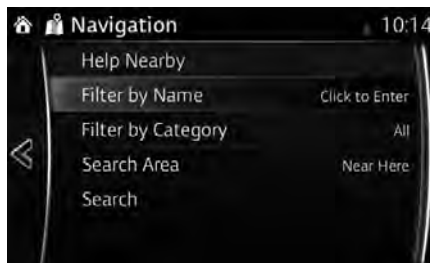 Navigation 10:14
Help Nearby
Filter by Name Click to Enter
Filter by Category All
Search Area Near Here
Search